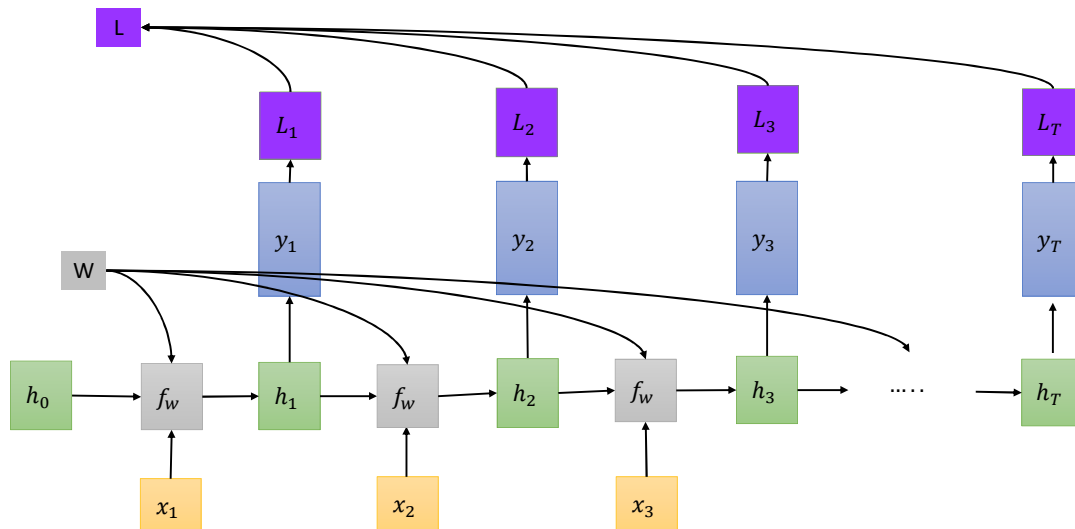 L
L₁ L₂ L₃ L_T
y₁ y₂ y₃ y_T
W
h₀ f_w h₁ f_w h₂ f_w h₃ ..... h_T
x₁ x₂ x₃